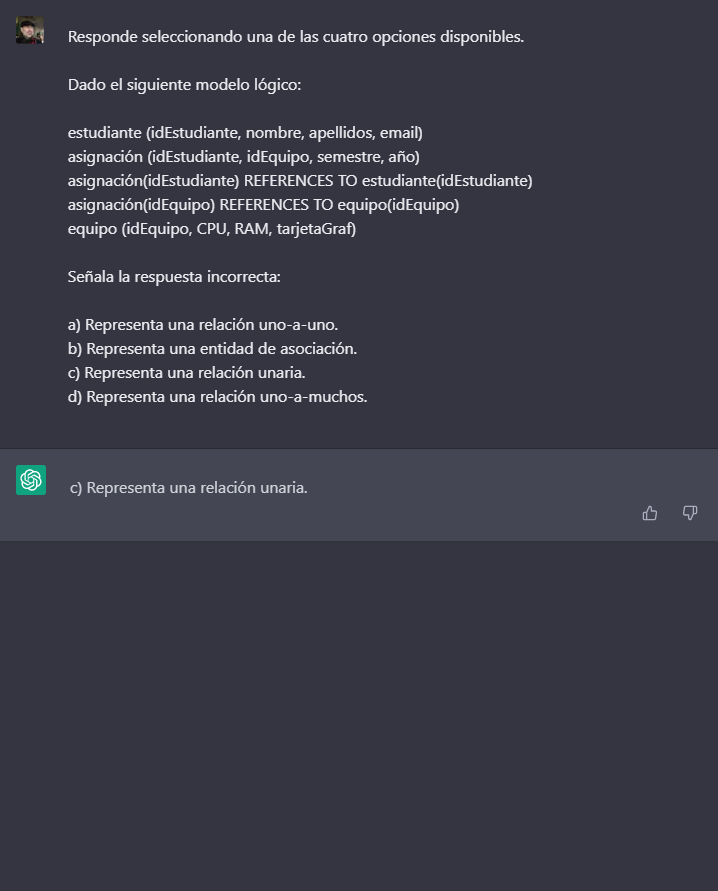 Responde seleccionando una de las cuatro opciones disponibles.
Dado el siguiente modelo lógico:
estudiante (idEstudiante, nombre, apellidos, email)
asignación (idEstudiante, idEquipo, semestre, año)
asignación(idEstudiante) REFERENCES TO estudiante(idEstudiante)
asignación(idEquipo) REFERENCES TO equipo(idEquipo)
equipo (idEquipo, CPU, RAM, tarjetaGraf)
Señala la respuesta incorrecta:
a) Representa una relación uno-a-uno.
b) Representa una entidad de asociación.
c) Representa una relación unaria.
d) Representa una relación uno-a-muchos.
c) Representa una relación unaria.